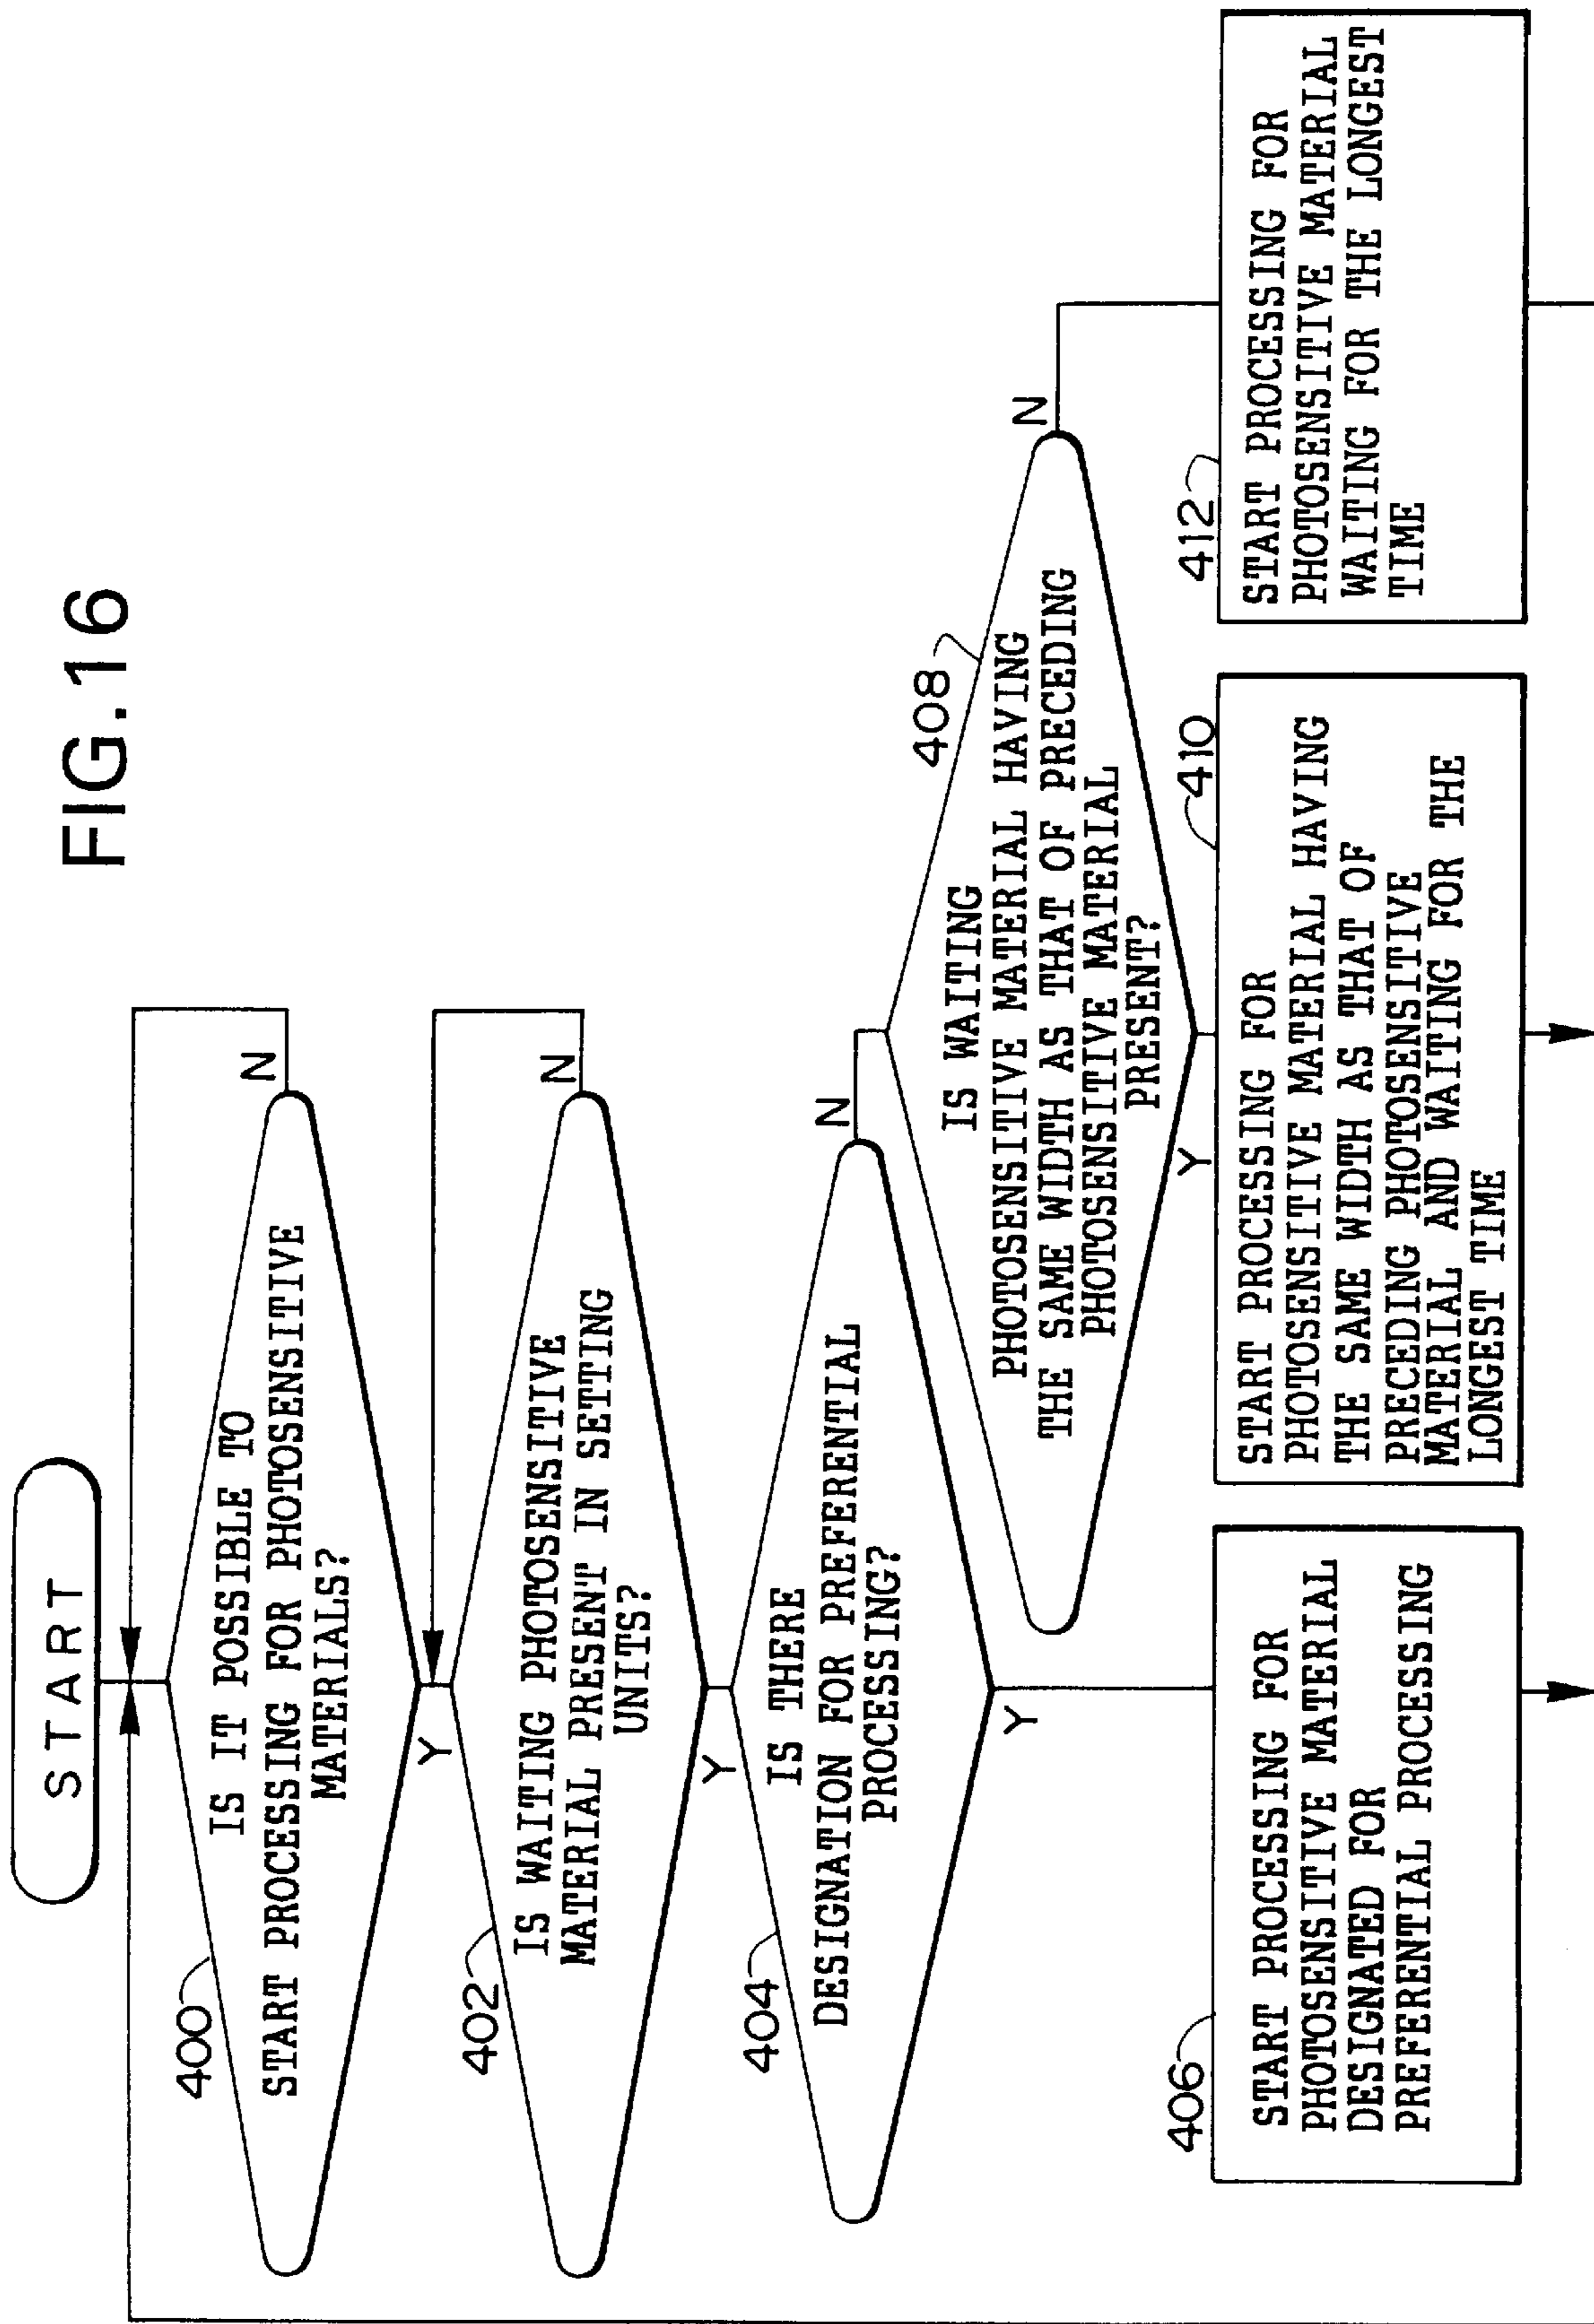 FIG.16
START
400
IS IT POSSIBLE TO
START PROCESSING FOR PHOTOSENSITIVE
MATERIALS?
N
Y
402
IS WAITING PHOTOSENSITIVE
MATERIAL PRESENT IN SETTING
UNITS?
N
Y
404
IS THERE
DESIGNATION FOR PREFERENTIAL
PROCESSING?
N
Y
408
IS WAITING
PHOTOSENSITIVE MATERIAL HAVING
THE SAME WIDTH AS THAT OF PRECEDING
PHOTOSENSITIVE MATERIAL
PRESENT?
N
Y
406
START PROCESSING FOR
PHOTOSENSITIVE MATERIAL
DESIGNATED FOR
PREFERENTIAL PROCESSING
410
START PROCESSING FOR
PHOTOSENSITIVE MATERIAL HAVING
THE SAME WIDTH AS THAT OF
PRECEDING PHOTOSENSITIVE
MATERIAL AND WAITING FOR THE
LONGEST TIME
412
START PROCESSING FOR
PHOTOSENSITIVE MATERIAL
WAITING FOR THE LONGEST
TIME